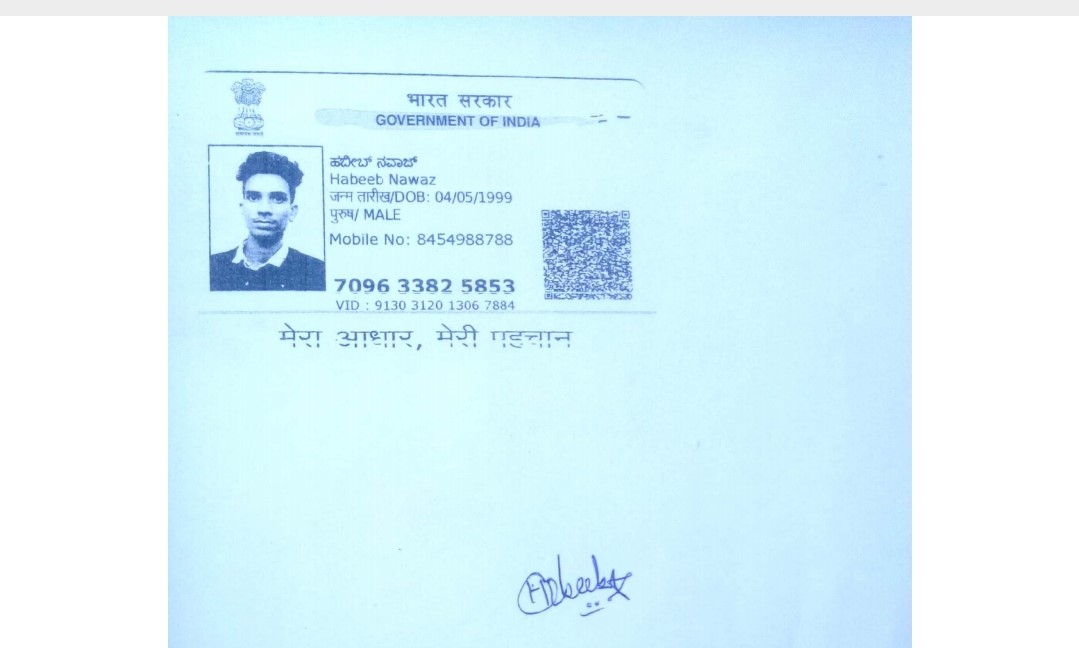 भारत सरकार
GOVERNMENT OF INDIA
ಹಬೀಬ್ ನವಾಜ್
Habeeb Nawaz
जन्म तारीख/DOB: 04/05/1999
पुरुष/ MALE
Mobile No: 8454988788
7096 3382 5853
VID : 9130 3120 1306 7884
मेरा आधार, मेरी पहचान